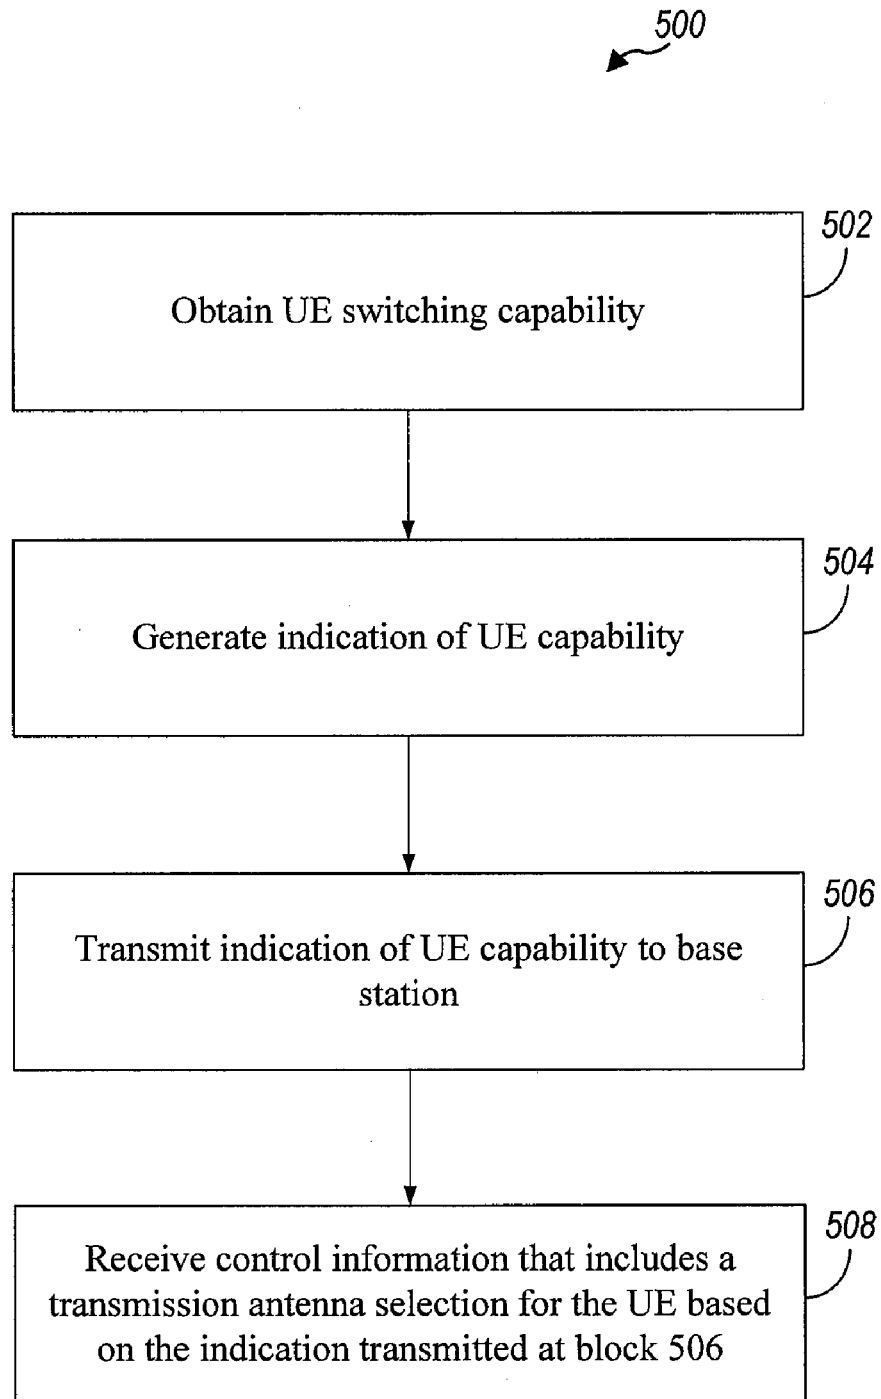 500
502
Obtain UE switching capability
504
Generate indication of UE capability
506
Transmit indication of UE capability to base
station
508
Receive control information that includes a
transmission antenna selection for the UE based
on the indication transmitted at block 506